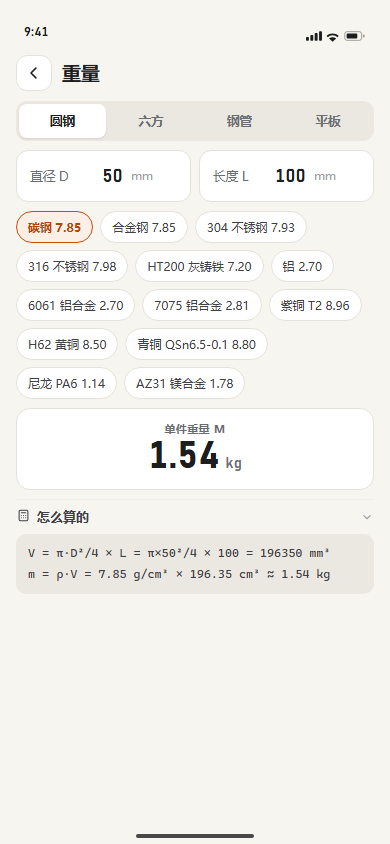 9:41
重量
圆钢 六方 钢管 平板
直径 D 50 mm 长度 L 100 mm
碳钢 7.85 合金钢 7.85 304 不锈钢 7.93
316 不锈钢 7.98 HT200 灰铸铁 7.20 铝 2.70
6061 铝合金 2.70 7075 铝合金 2.81 紫铜 T2 8.96
H62 黄铜 8.50 青铜 QSn6.5-0.1 8.80
尼龙 PA6 1.14 AZ31 镁合金 1.78
单件重量 M
1.54 kg
怎么算的
V = π·D²/4 × L = π×50²/4 × 100 = 196350 mm³
m = ρ·V = 7.85 g/cm³ × 196.35 cm³ ≈ 1.54 kg